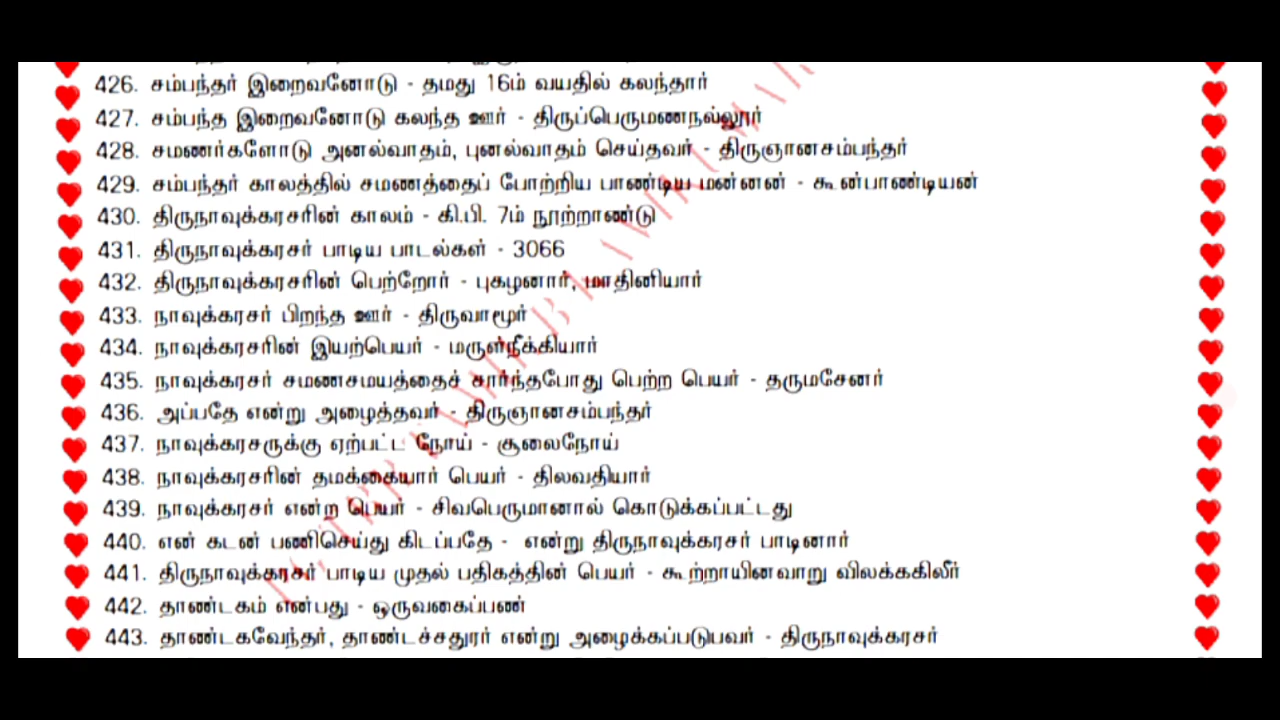 426. சம்பந்தர் இறைவனோடு - தமது 16ம் வயதில் கலந்தார்
427. சம்பந்த இறைவனோடு கலந்த ஊர் - திருப்பெருமணநல்லூர்
428. சமணர்களோடு அனல்வாதம், புனல்வாதம் செய்தவர் - திருஞானசம்பந்தர்
429. சம்பந்தர் காலத்தில் சமணத்தைப் போற்றிய பாண்டிய மன்னன் - கூன்பாண்டியன்
430. திருநாவுக்கரசரின் காலம் - கி.பி. 7ம் நூற்றாண்டு
431. திருநாவுக்கரசர் பாடிய பாடல்கள் - 3066
432. திருநாவுக்கரசரின் பெற்றோர் - புகழனார், மாதினியார்
433. நாவுக்கரசர் பிறந்த ஊர் - திருவாமூர்
434. நாவுக்கரசரின் இயற்பெயர் - மருள்நீக்கியார்
435. நாவுக்கரசர் சமணசமயத்தைச் சார்ந்தபோது பெற்ற பெயர் - தருமசேனர்
436. அப்பதே என்று அழைத்தவர் - திருஞானசம்பந்தர்
437. நாவுக்கரசருக்கு ஏற்பட்ட நோய் - சூலைநோய்
438. நாவுக்கரசரின் தமக்கையார் பெயர் - திலவதியார்
439. நாவுக்கரசர் என்ற பெயர் - சிவபெருமானால் கொடுக்கப்பட்டது
440. என் கடன் பணிசெய்து கிடப்பதே - என்று திருநாவுக்கரசர் பாடினார்
441. திருநாவுக்கரசர் பாடிய முதல் பதிகத்தின் பெயர் - கூற்றாயினவாறு விலக்ககிலீர்
442. தாண்டகம் என்பது - ஒருவகைப்பண்
443. தாண்டகவேந்தர், தாண்டச்சதுரர் என்று அழைக்கப்படுபவர் - திருநாவுக்கரசர்